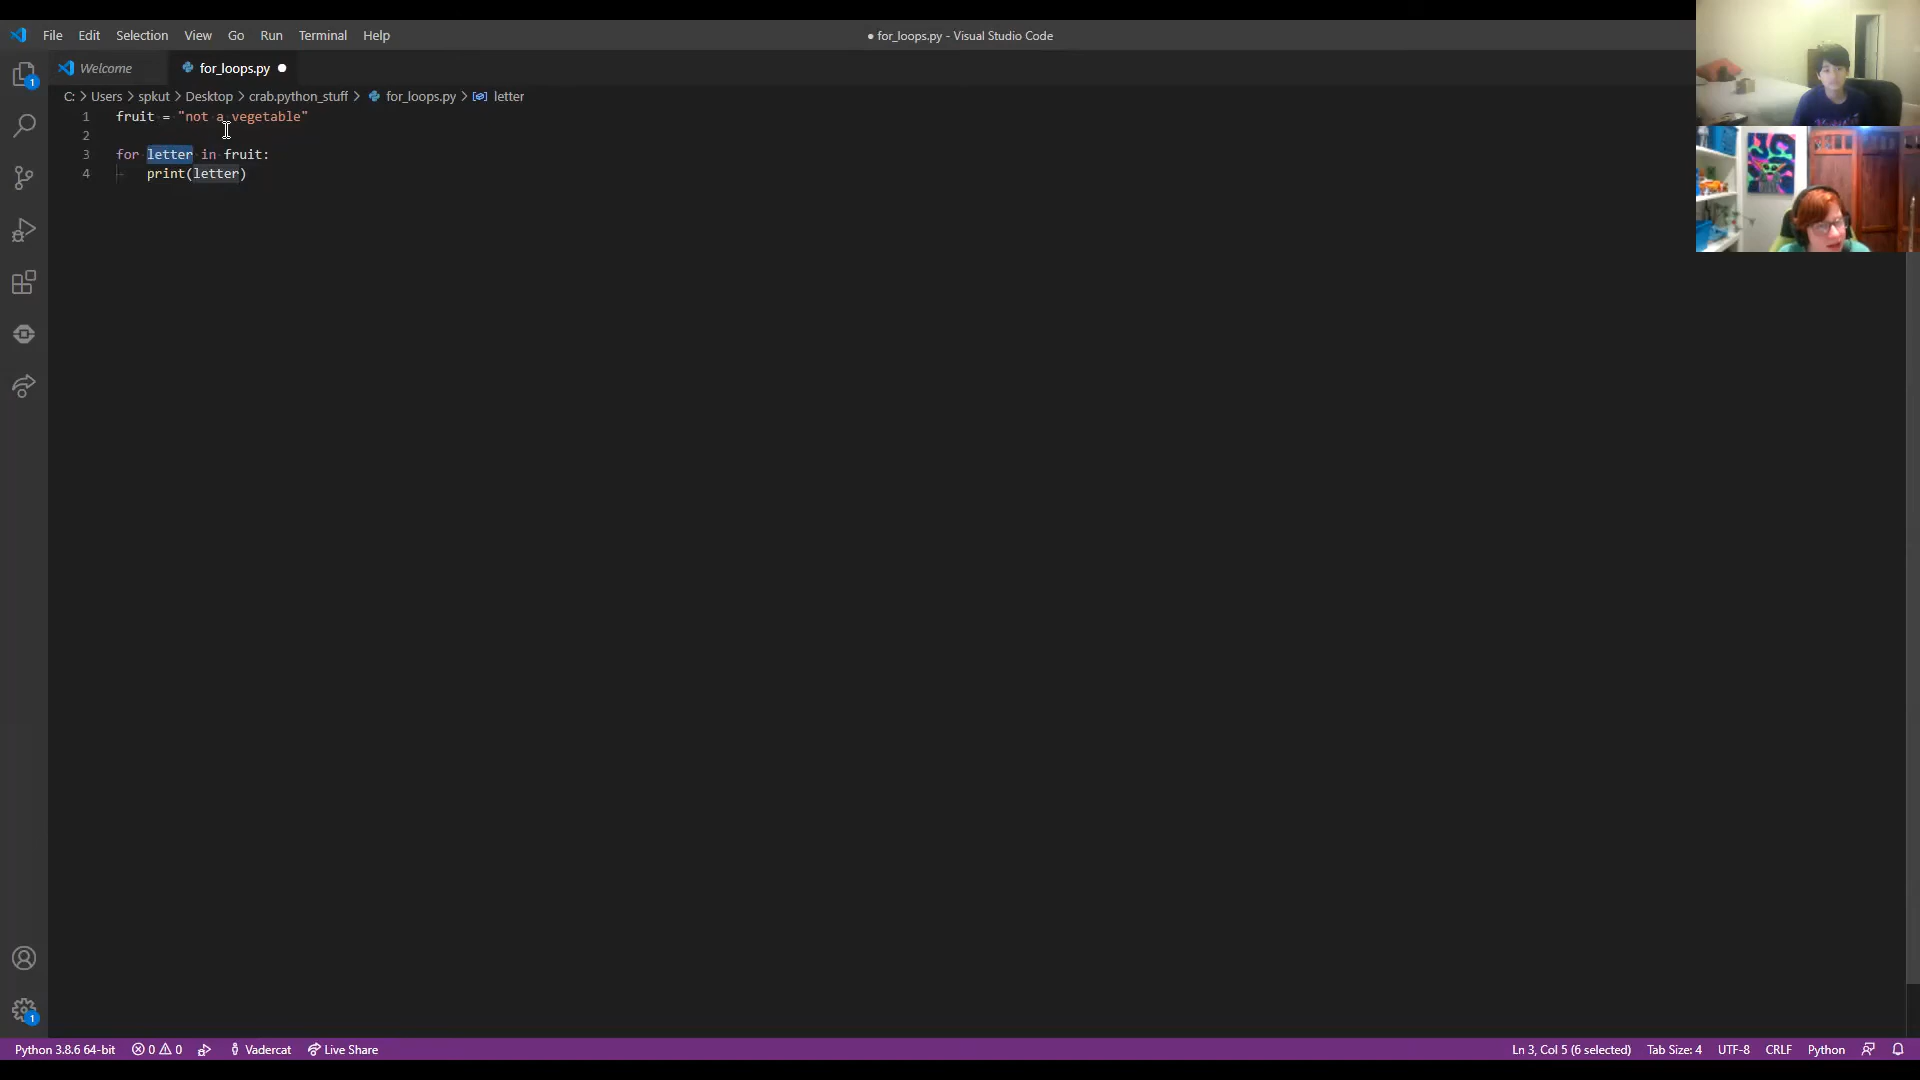 File Edit Selection View Go Run Terminal Help
● for_loops.py - Visual Studio Code
1
Welcome
for_loops.py ●
C: > Users > spkut > Desktop > crab.python_stuff > for_loops.py > letter
1 fruit = "not a vegetable"
2
3 for letter in fruit:
4 print(letter)
1
Python 3.8.6 64-bit 0 0 Vadercat Live Share
Ln 3, Col 5 (6 selected) Tab Size: 4 UTF-8 CRLF Python